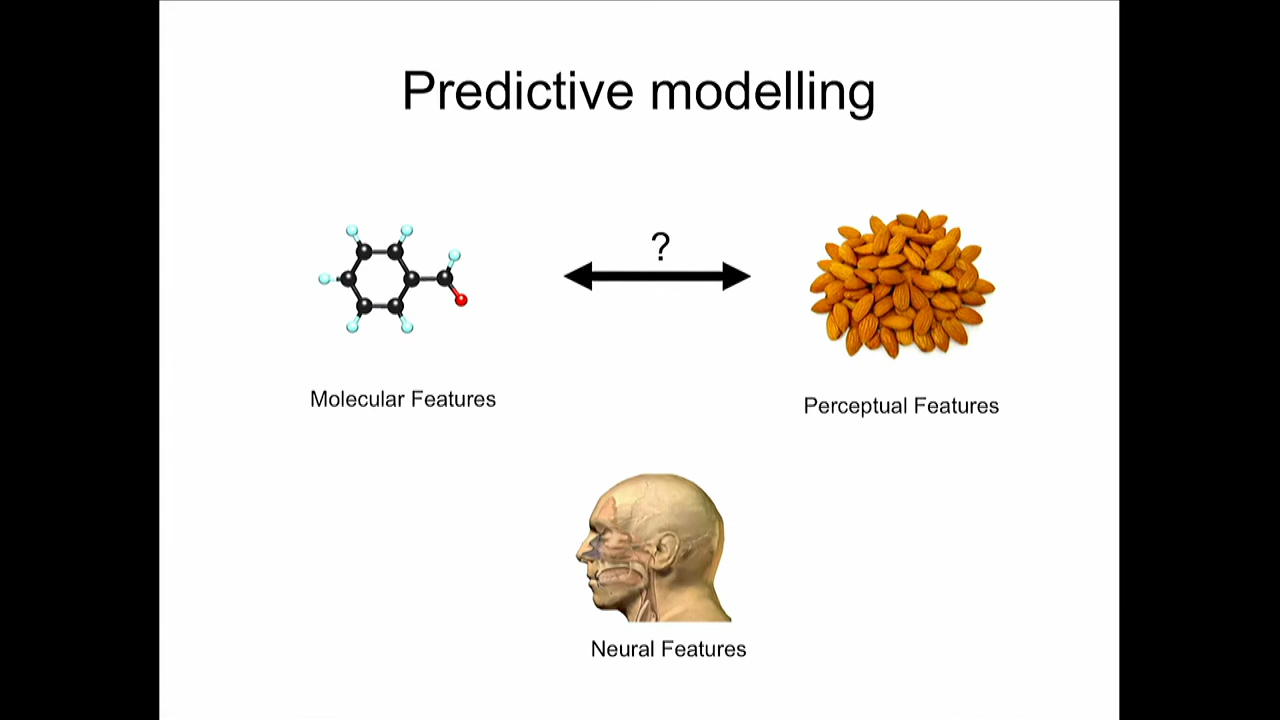 Predictive modelling
?
Molecular Features
Perceptual Features
Neural Features